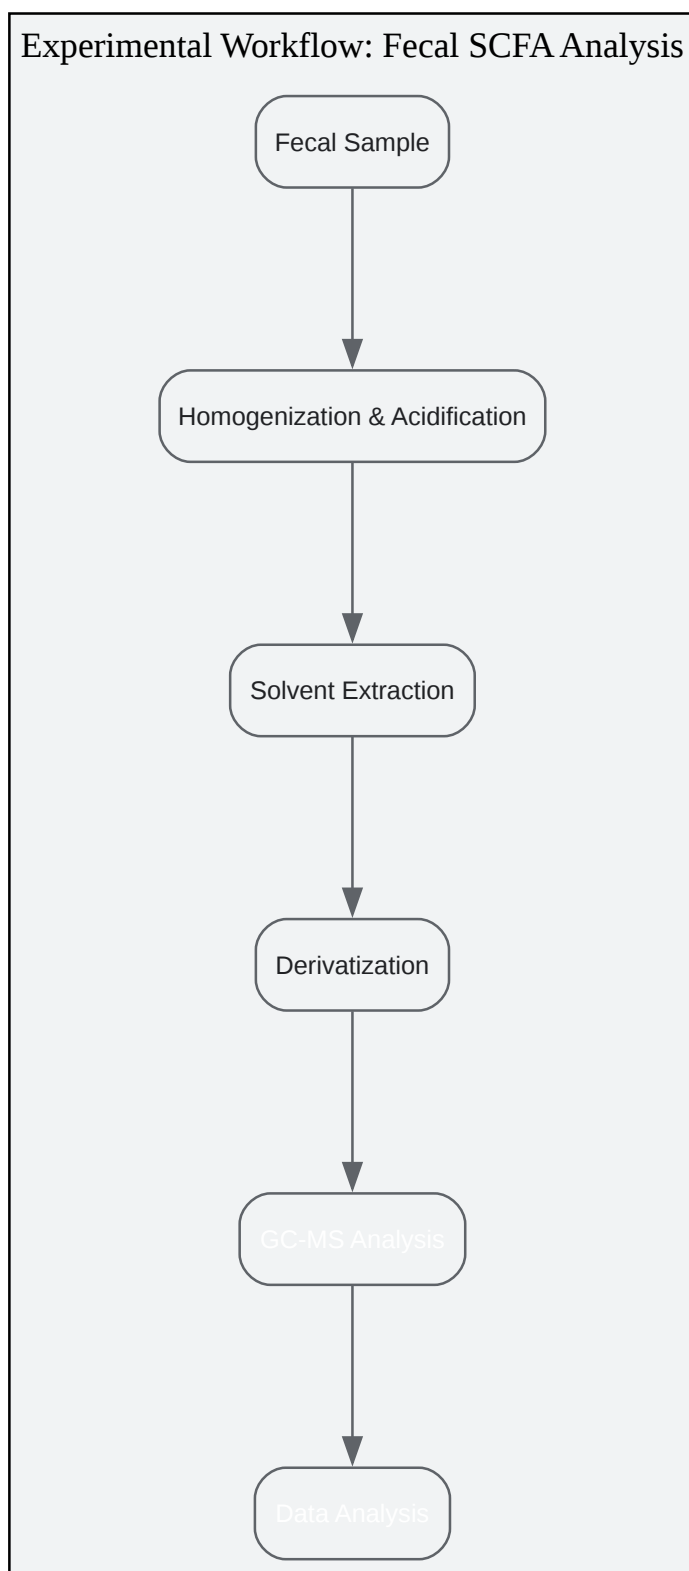 Experimental Workflow: Fecal SCFA Analysis
Fecal Sample
Homogenization & Acidification
Solvent Extraction
Derivatization
GC-MS Analysis
Data Analysis